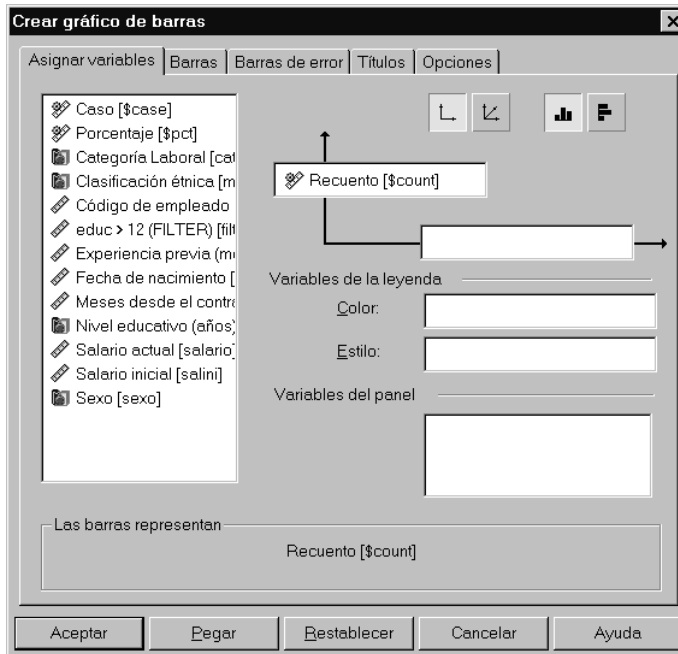 Crear gráfico de barras
Asignar variables
Barras
Barras de error
Títulos
Opciones
Caso [$case]
Porcentaje [$pct]
Categoría Laboral [cat
Clasificación étnica [m
Código de empleado
educ > 12 (FILTER) [filt
Experiencia previa (me
Fecha de nacimiento [
Meses desde el contra
Nivel educativo (años)
Salario actual [salario]
Salario inicial [salini]
Sexo [sexo]
Recuento [$count]
Variables de la leyenda
Color:
Estilo:
Variables del panel
Las barras representan
Recuento [$count]
Aceptar
Pegar
Restablecer
Cancelar
Ayuda